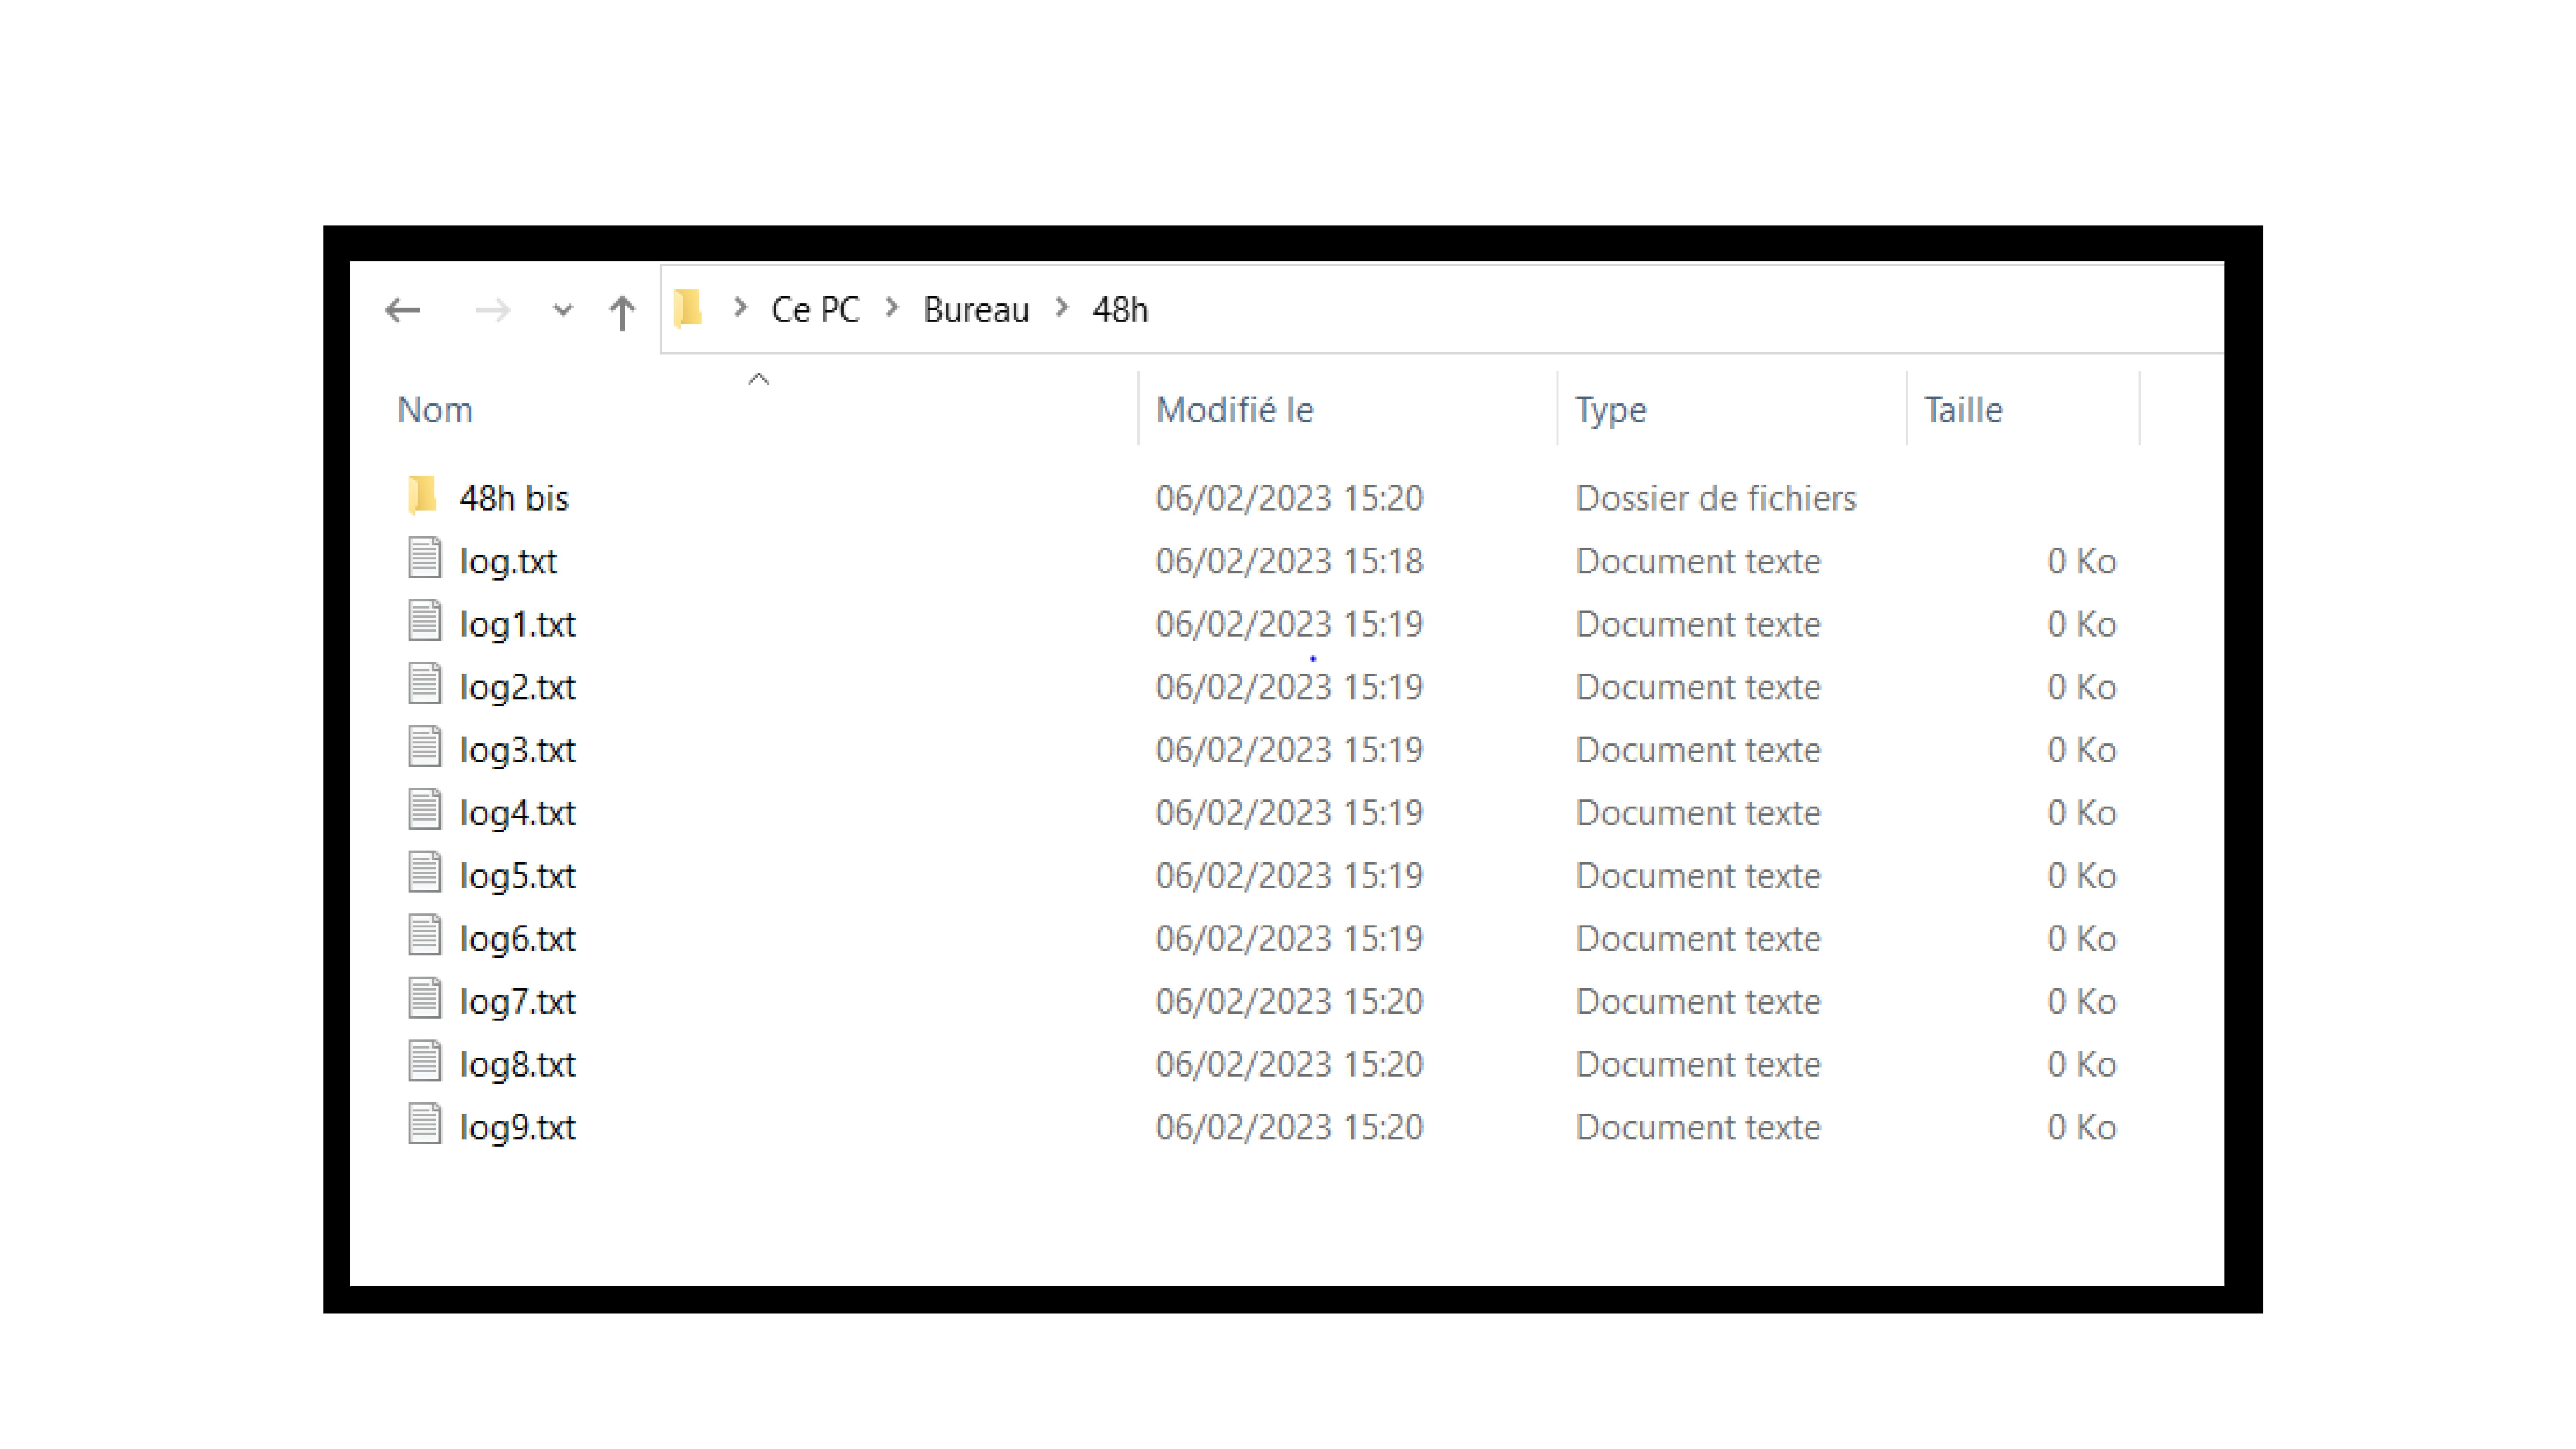 Ce PC Bureau 48h
Nom Modifié le Type Taille
48h bis 06/02/2023 15:20 Dossier de fichiers
log.txt 06/02/2023 15:18 Document texte 0 Ko
log1.txt 06/02/2023 15:19 Document texte 0 Ko
log2.txt 06/02/2023 15:19 Document texte 0 Ko
log3.txt 06/02/2023 15:19 Document texte 0 Ko
log4.txt 06/02/2023 15:19 Document texte 0 Ko
log5.txt 06/02/2023 15:19 Document texte 0 Ko
log6.txt 06/02/2023 15:19 Document texte 0 Ko
log7.txt 06/02/2023 15:20 Document texte 0 Ko
log8.txt 06/02/2023 15:20 Document texte 0 Ko
log9.txt 06/02/2023 15:20 Document texte 0 Ko